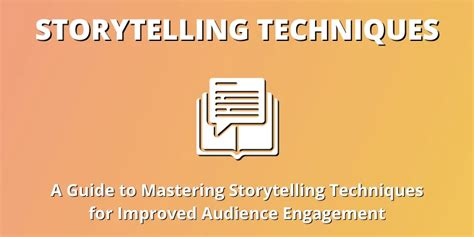 STORYTELLING TECHNIQUES
A Guide to Mastering Storytelling Techniques
for Improved Audience Engagement